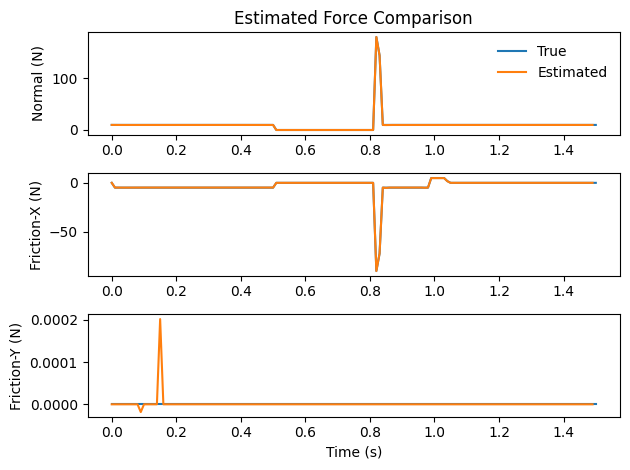 Estimated Force Comparison
Normal (N)
100
0
True
Estimated
0.0 0.2 0.4 0.6 0.8 1.0 1.2 1.4
Friction-X (N)
0
−50
0.0 0.2 0.4 0.6 0.8 1.0 1.2 1.4
Friction-Y (N)
0.0002
0.0001
0.0000
0.0 0.2 0.4 0.6 0.8 1.0 1.2 1.4
Time (s)